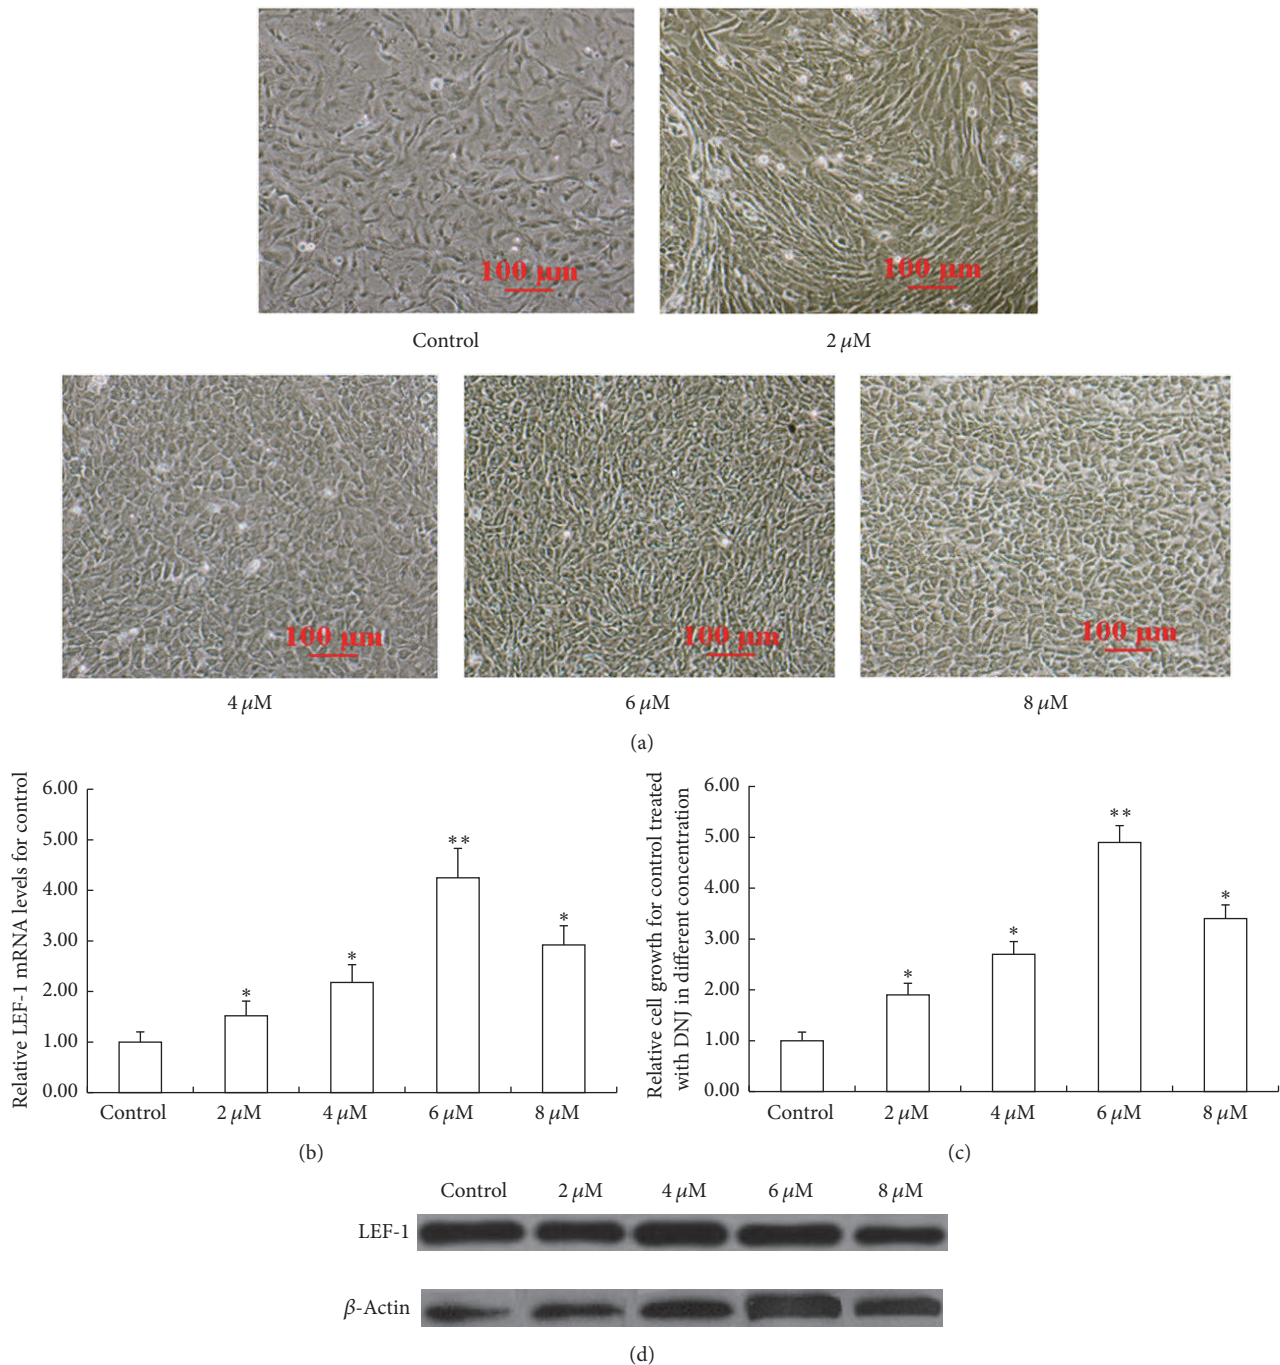 100 μm
100 μm
Control
2 μM
100 μm
100 μm
100 μm
4 μM
6 μM
8 μM
(a)
Relative LEF-1 mRNA levels for control
6.00
5.00
4.00
3.00
2.00
1.00
0.00
*
*
**
*
Control
2 μM
4 μM
6 μM
8 μM
(b)
Relative cell growth for control treated
with DNJ in different concentration
6.00
5.00
4.00
3.00
2.00
1.00
0.00
*
*
**
*
Control
2 μM
4 μM
6 μM
8 μM
(c)
Control
2 μM
4 μM
6 μM
8 μM
LEF-1
β-Actin
(d)